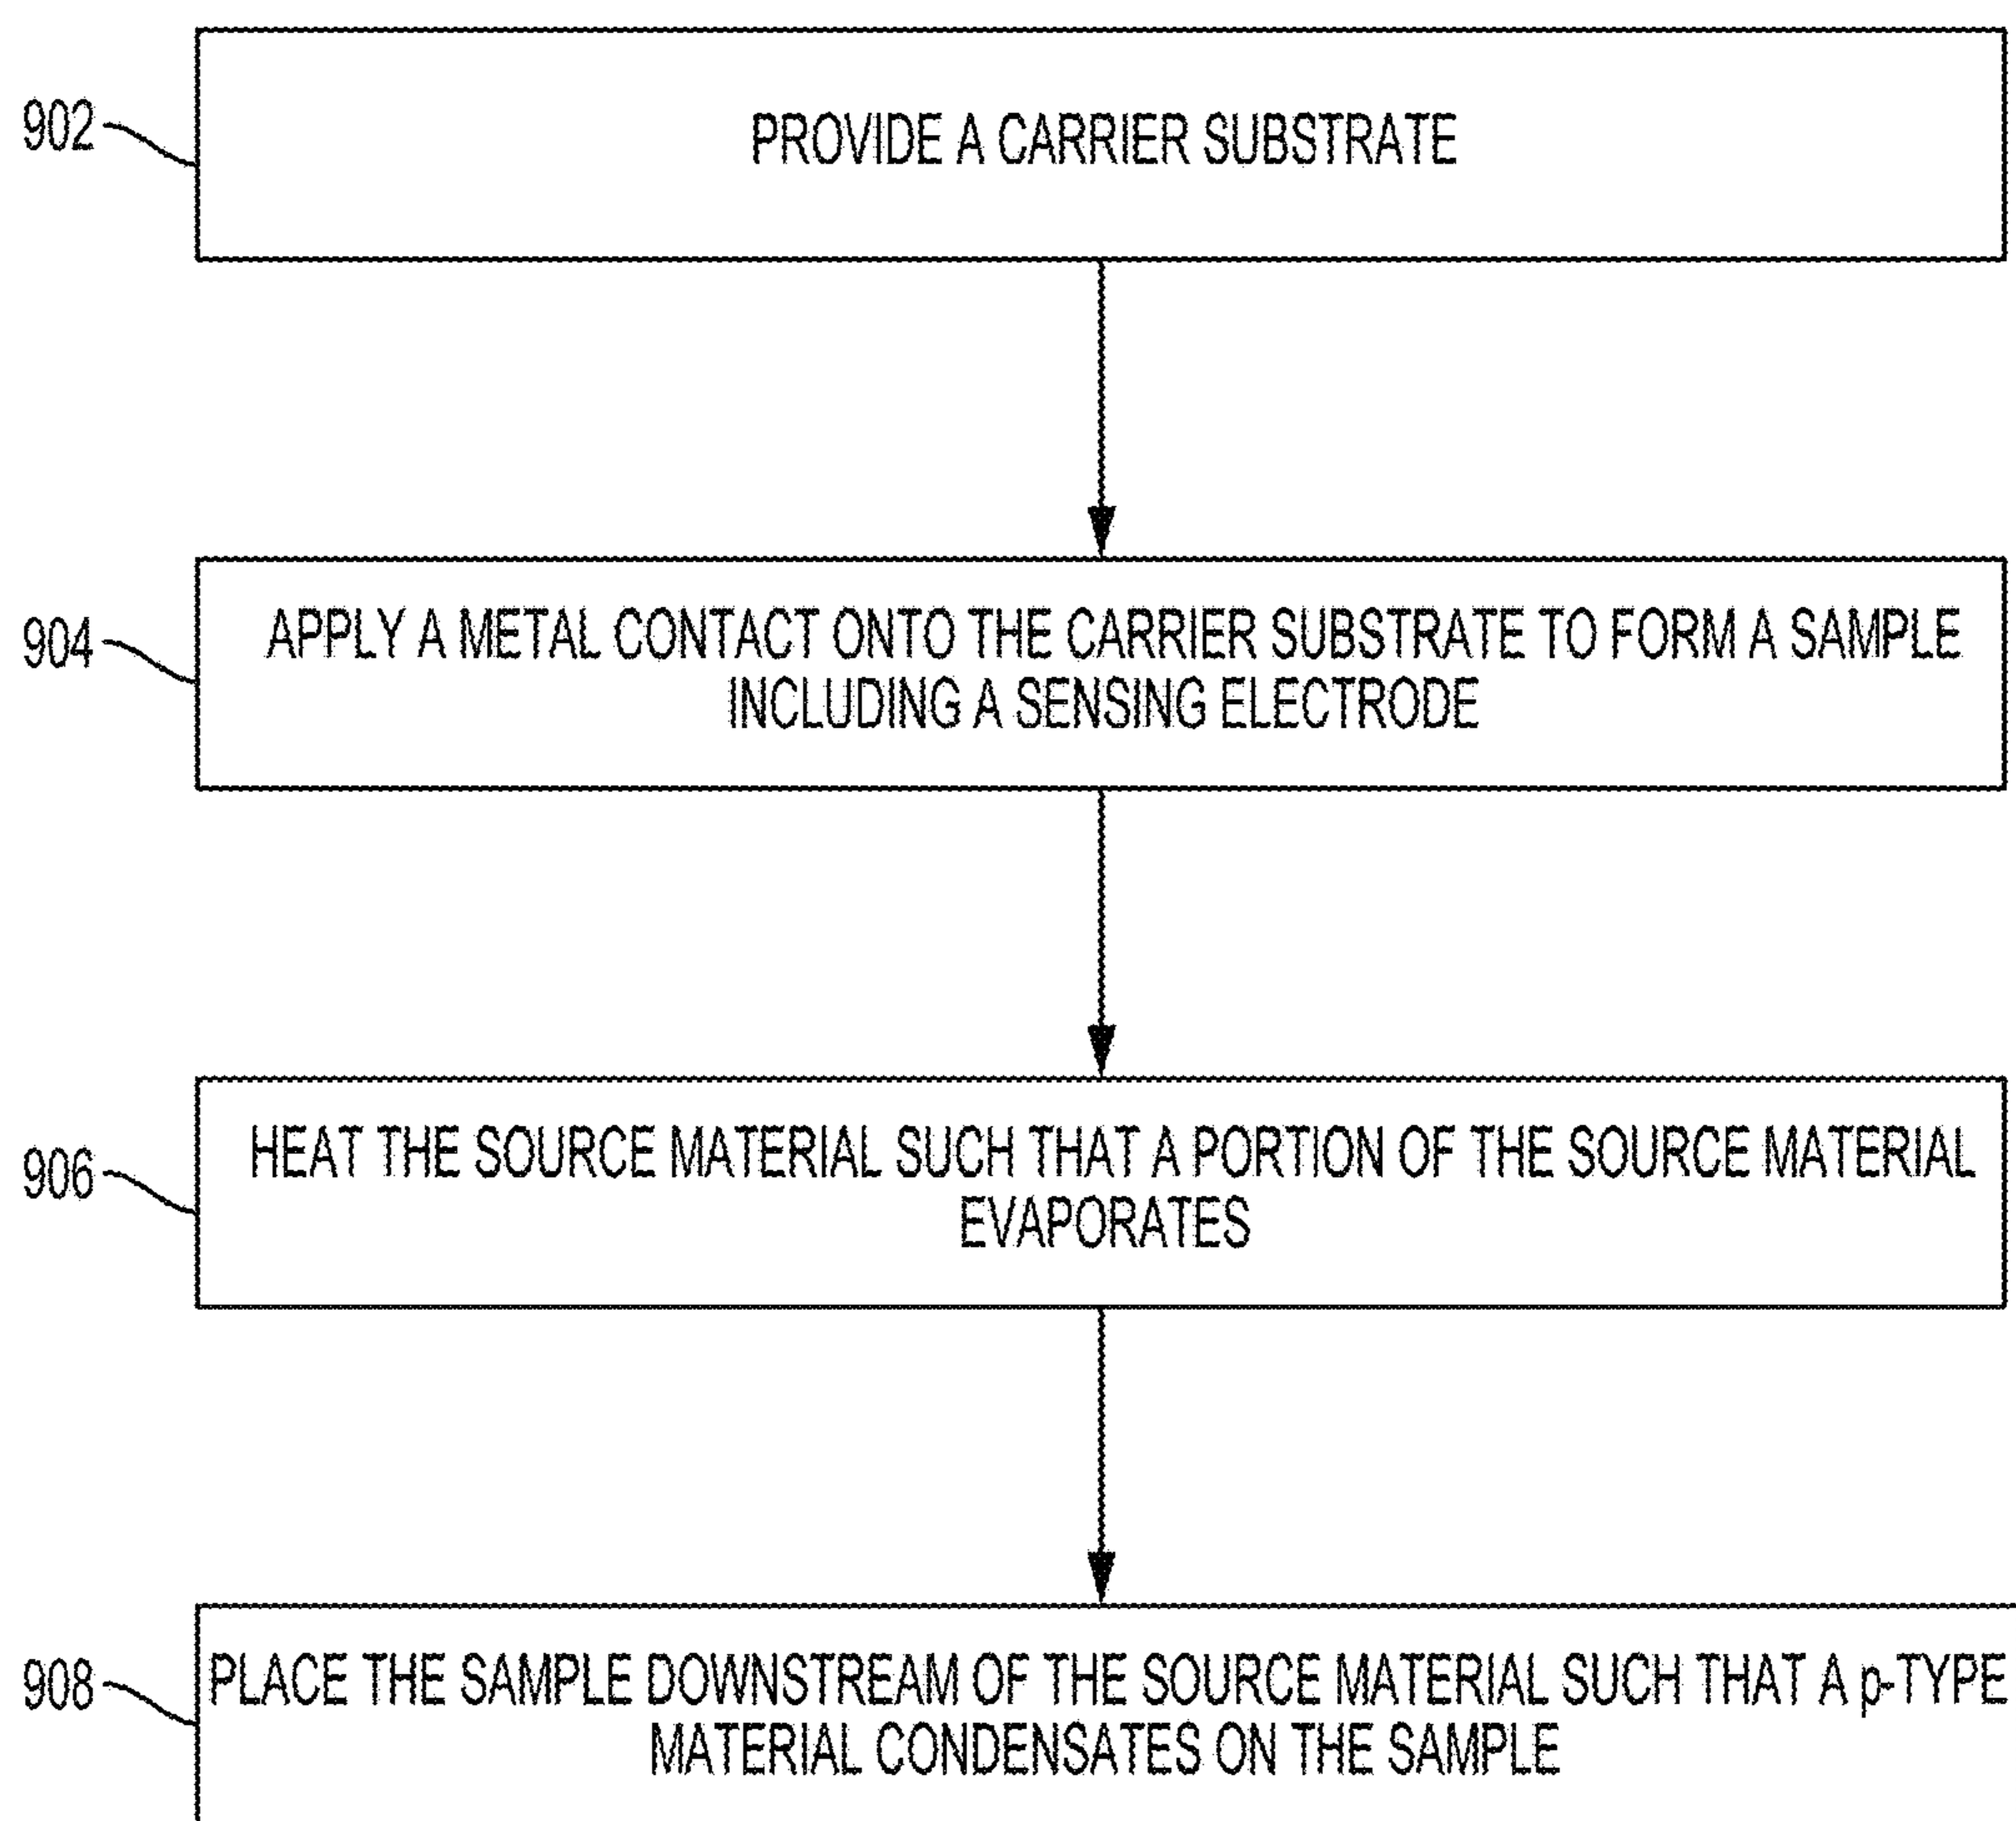 902
PROVIDE A CARRIER SUBSTRATE
904
APPLY A METAL CONTACT ONTO THE CARRIER SUBSTRATE TO FORM A SAMPLE
INCLUDING A SENSING ELECTRODE
906
HEAT THE SOURCE MATERIAL SUCH THAT A PORTION OF THE SOURCE MATERIAL
EVAPORATES
908
PLACE THE SAMPLE DOWNSTREAM OF THE SOURCE MATERIAL SUCH THAT A p-TYPE
MATERIAL CONDENSATES ON THE SAMPLE